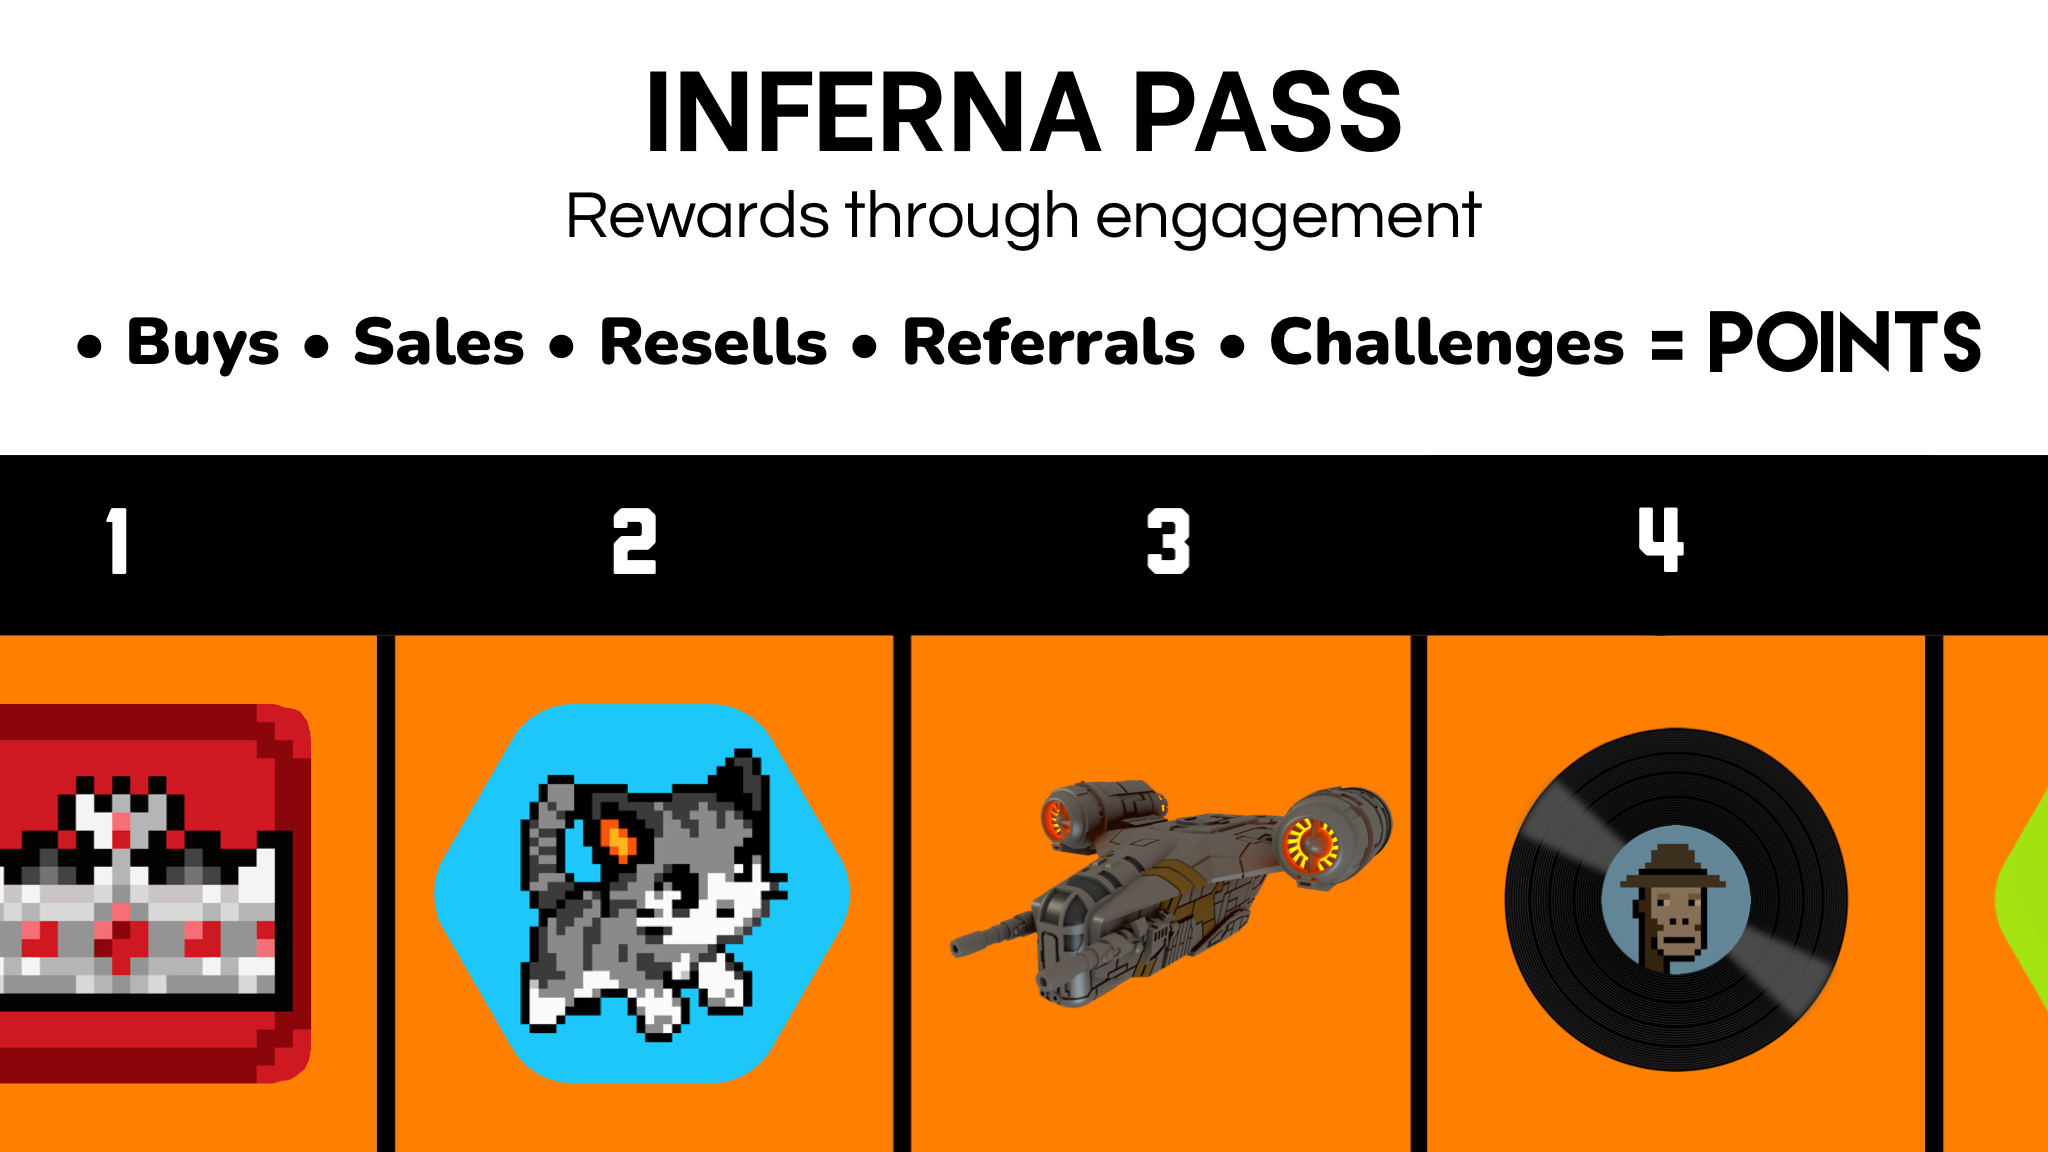 INFERNA PASS
Rewards through engagement
• Buys • Sales • Resells • Referrals • Challenges = POINTS
1 2 3 4